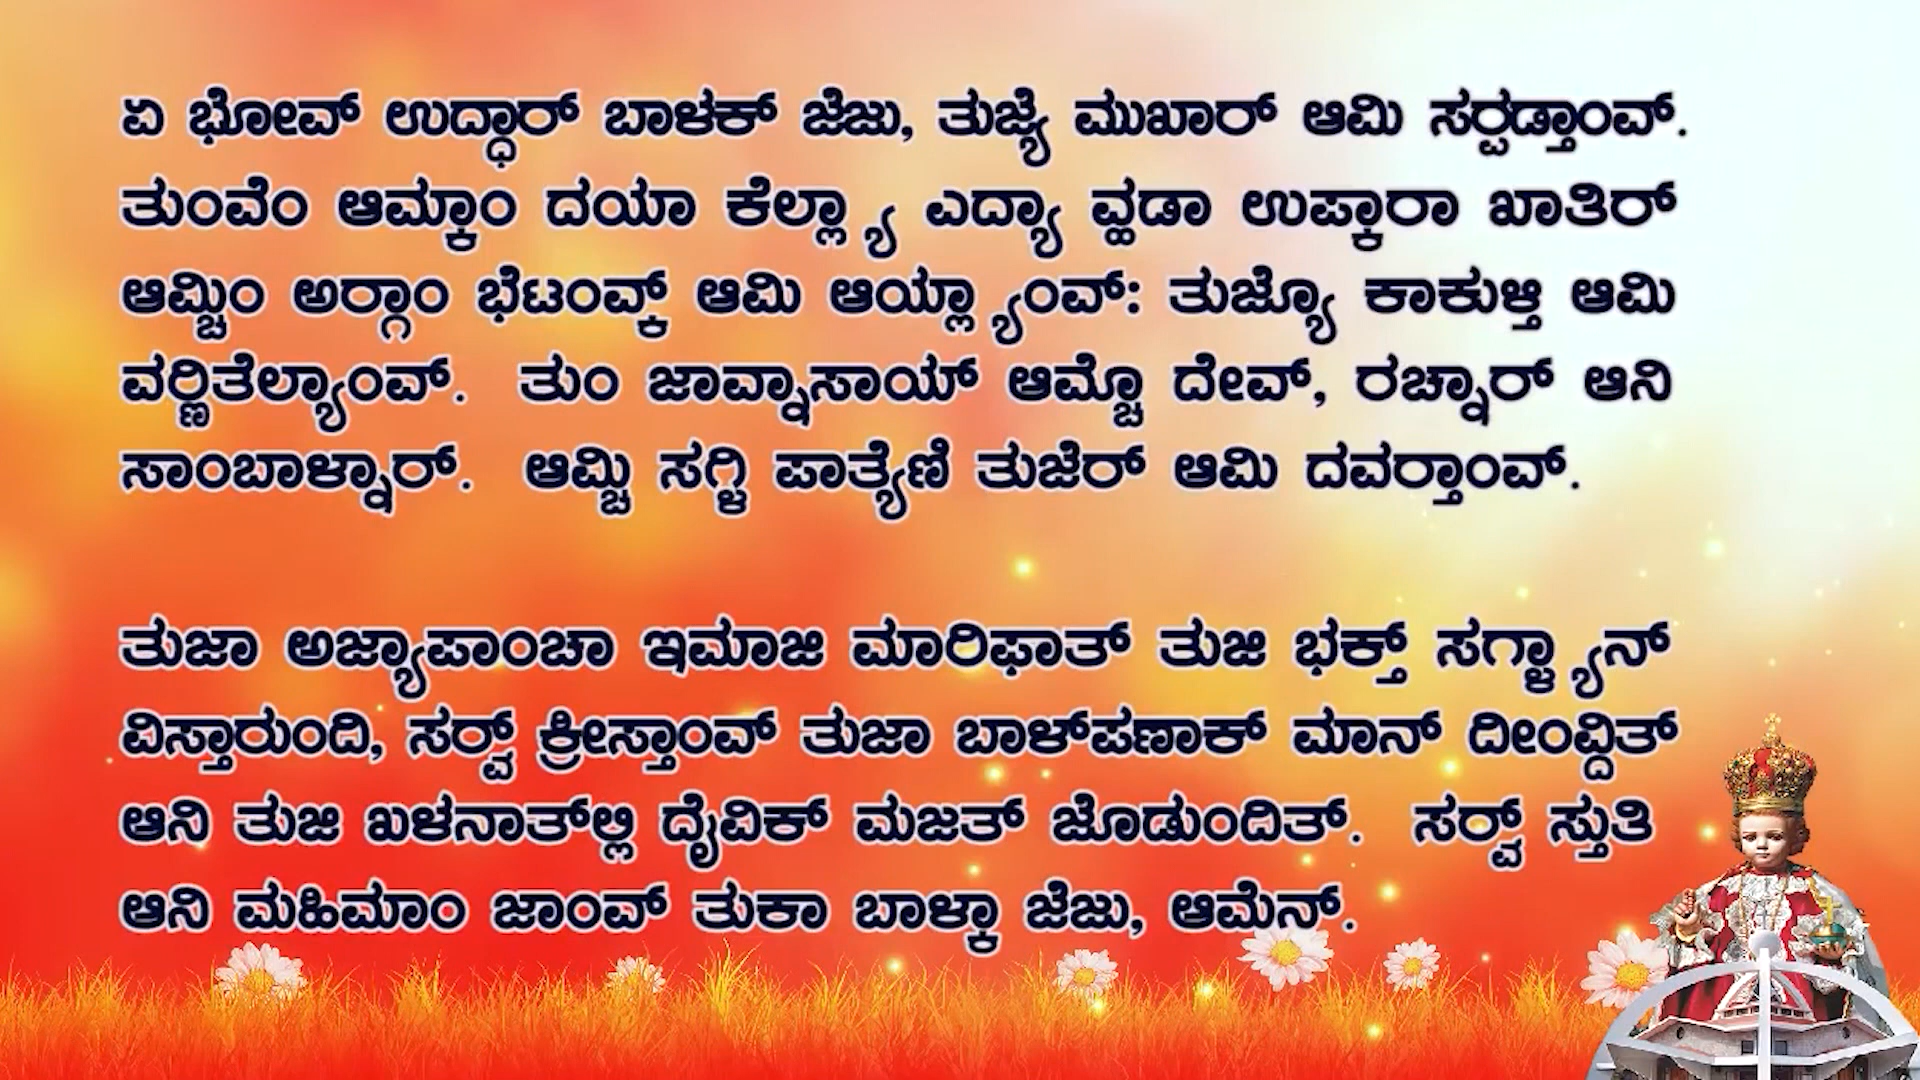 ಏ ಭೋವ್ ಉದ್ಧಾರ್ ಬಾಳಕ್ ಜೆಜು, ತುಜ್ಯೆ ಮುಖಾರ್ ಆಮಿ ಸರ‍್ಪಡ್ತಾಂವ್.
ತುಂವೆಂ ಆಮ್ಕಾಂ ದಯಾ ಕೆಲ್ಲ್ಯಾ ಎದ್ಯಾ ವ್ಹಡಾ ಉಪ್ಕಾರಾ ಖಾತಿರ್
ಆಮ್ಚಿಂ ಅರ‍್ಗಾಂ ಭೆಟಂವ್ಕ್ ಆಮಿ ಆಯ್ಲ್ಯಾಂವ್: ತುಜ್ಯೊ ಕಾಕುಳ್ತಿ ಆಮಿ
ವರ‍್ಣಿತೆಲ್ಯಾಂವ್. ತುಂ ಜಾವ್ನಾಸಾಯ್ ಆಮ್ಚೊ ದೇವ್, ರಚ್ನಾರ್ ಆನಿ
ಸಾಂಬಾಳ್ನಾರ್. ಆಮ್ಚಿ ಸಗ್ಳಿ ಪಾತ್ಯೆಣಿ ತುಜೆರ್ ಆಮಿ ದವರ‍್ತಾಂವ್.
ತುಜಾ ಅಜ್ಯಾಪಾಂಚಾ ಇಮಾಜಿ ಮಾರಿಫಾತ್ ತುಜಿ ಭಕ್ತ್ ಸಗ್ಳ್ಯಾನ್
ವಿಸ್ತಾರುಂದಿ, ಸರ‍್ವ್ ಕ್ರೀಸ್ತಾಂವ್ ತುಜಾ ಬಾಳ್‌ಪಣಾಕ್ ಮಾನ್ ದೀಂವ್ದಿತ್
ಆನಿ ತುಜಿ ಖಳನಾತ್‌ಲ್ಲಿ ದೈವಿಕ್ ಮಜತ್ ಜೊಡುಂದಿತ್. ಸರ‍್ವ್ ಸ್ತುತಿ
ಆನಿ ಮಹಿಮಾಂ ಜಾಂವ್ ತುಕಾ ಬಾಳ್ಕಾ ಜೆಜು, ಆಮೆನ್.